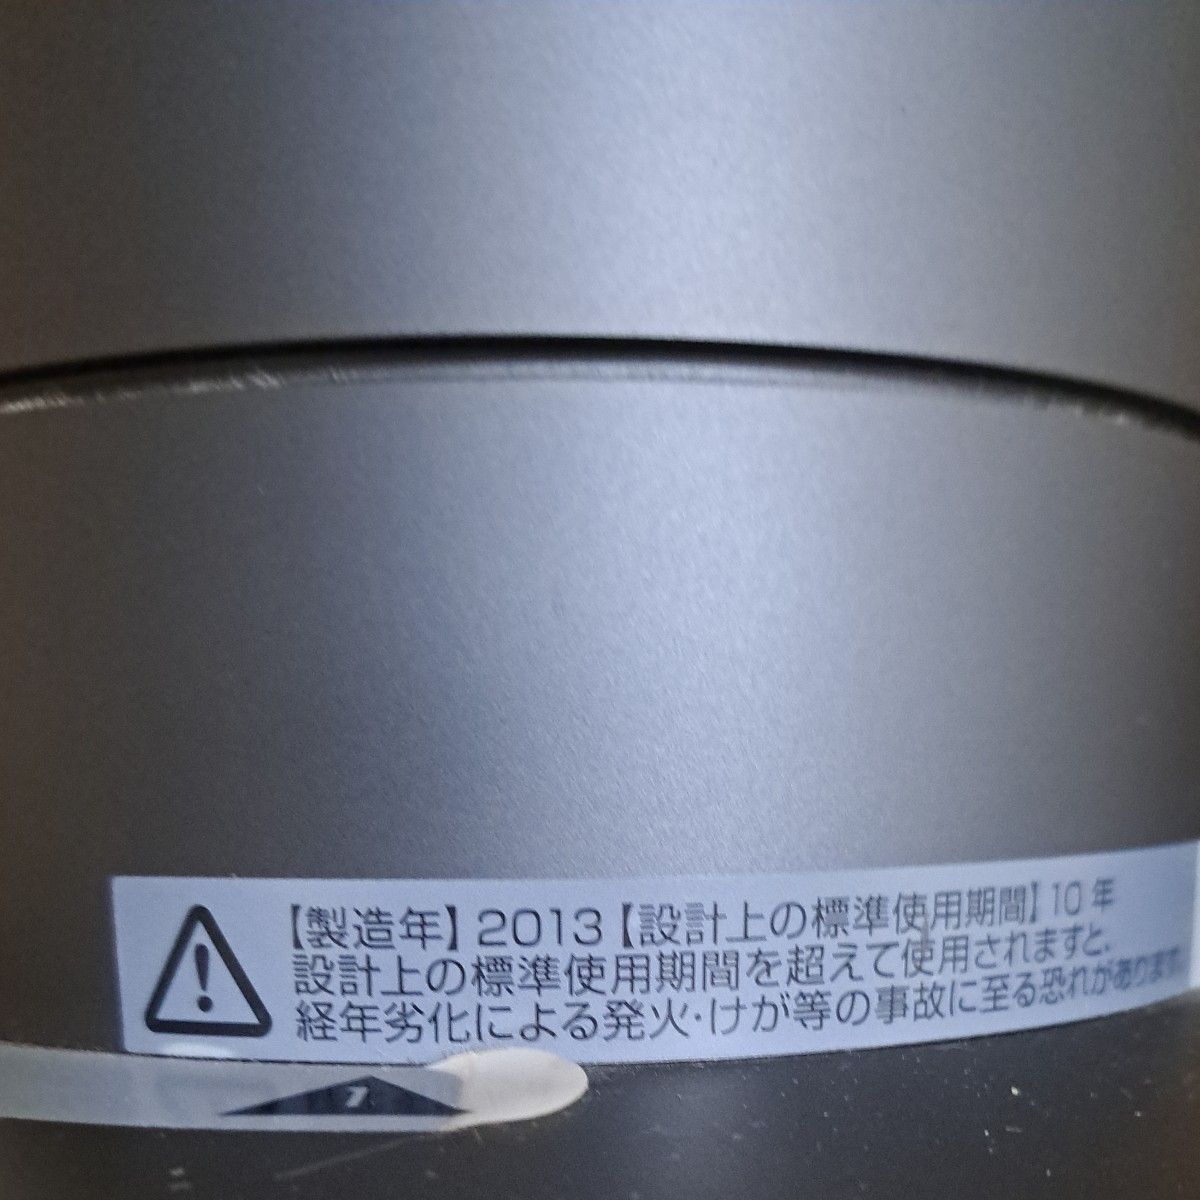 【製造年】2013【設計上の標準使用期間】10年
設計上の標準使用期間を超えて使用されますと、
経年劣化による発火・けが等の事故に至る恐れがあります。
1